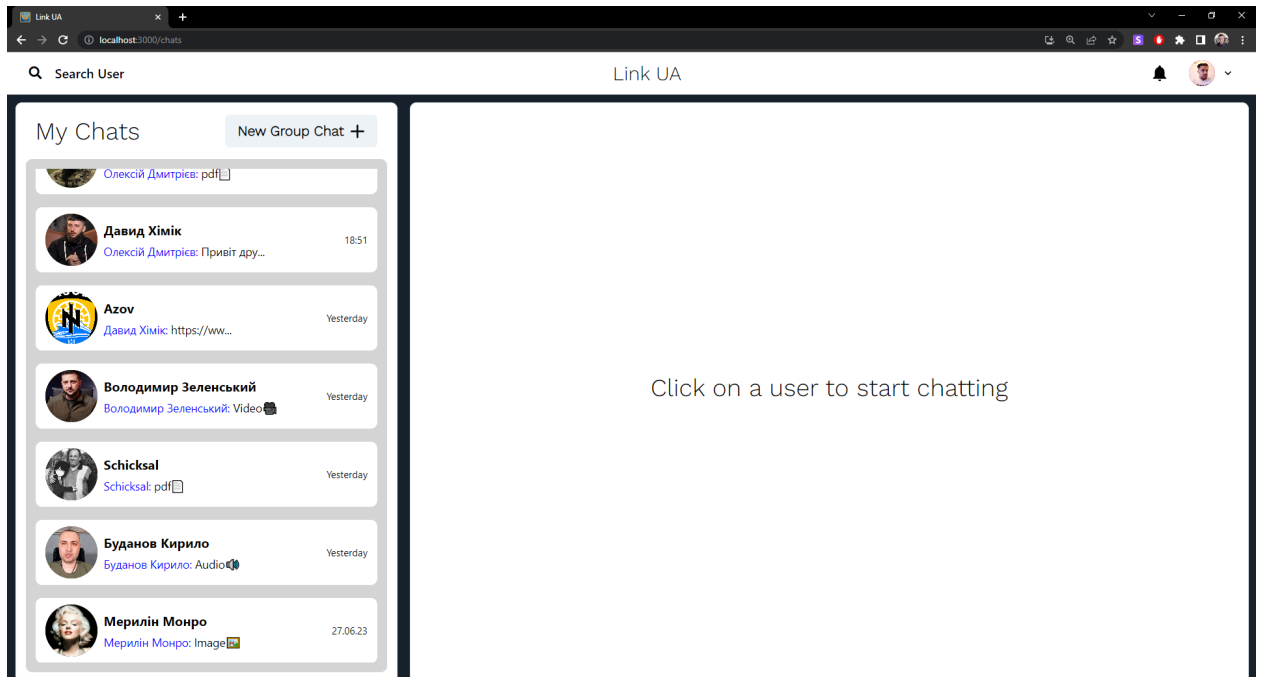 Link UA
localhost:3000/chats
Search User
Link UA
My Chats
New Group Chat
Олексій Дмитрієв: pdf
Давид Хімік
18:51
Олексій Дмитрієв: Привіт дру...
Azov
Yesterday
Давид Хімік: https://ww...
Володимир Зеленський
Yesterday
Володимир Зеленський: Video
Schicksal
Yesterday
Schicksal: pdf
Буданов Кирило
Yesterday
Буданов Кирило: Audio
Мерилін Монро
27.06.23
Мерилін Монро: Image
Click on a user to start chatting